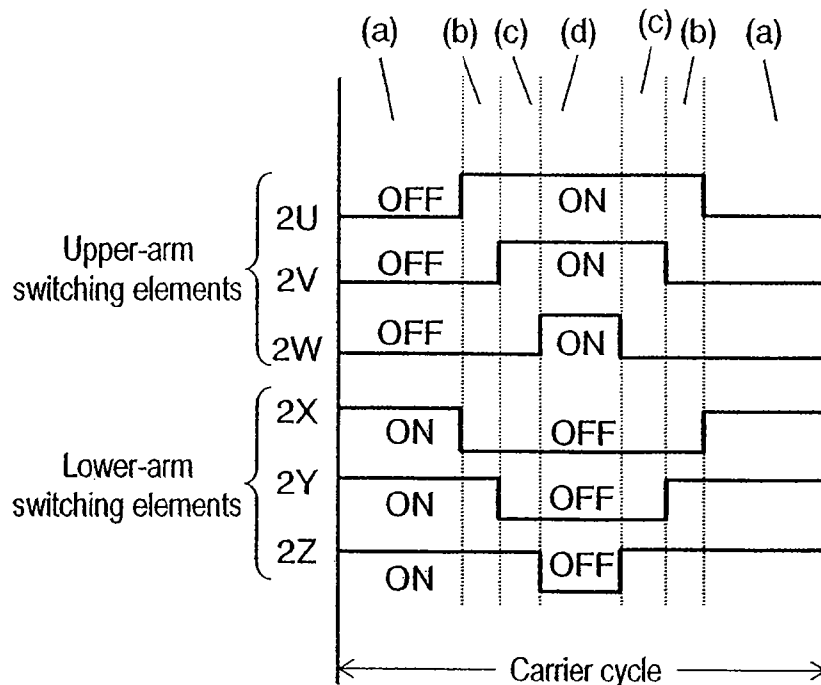 (a) (b) (c) (d) (c) (b) (a)
Upper-arm
switching elements
2U OFF ON
2V OFF ON
2W OFF ON
Lower-arm
switching elements
2X ON OFF
2Y ON OFF
2Z ON OFF
Carrier cycle